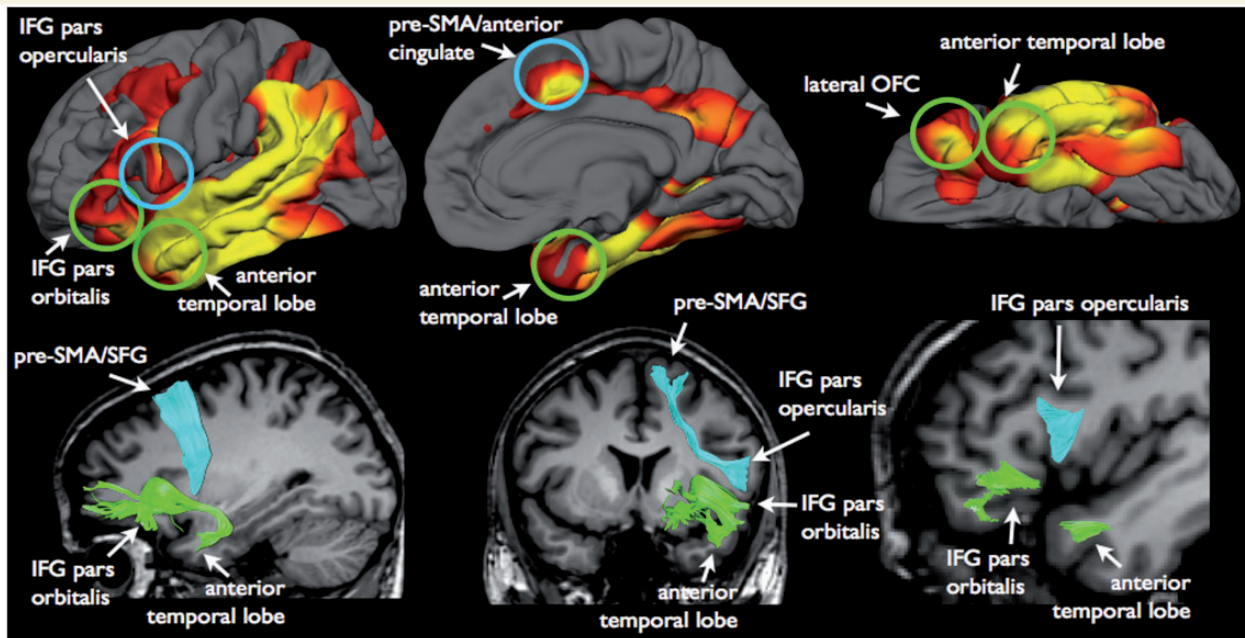 IFG pars
opercularis
pre-SMA/anterior
cingulate
anterior temporal lobe
lateral OFC
IFG pars
orbitalis
anterior
temporal lobe
anterior
temporal lobe
pre-SMA/SFG
IFG pars opercularis
pre-SMA/SFG
IFG pars
opercularis
IFG pars
orbitalis
IFG pars
orbitalis
anterior
temporal lobe
anterior
temporal lobe
IFG pars
orbitalis
anterior
temporal lobe